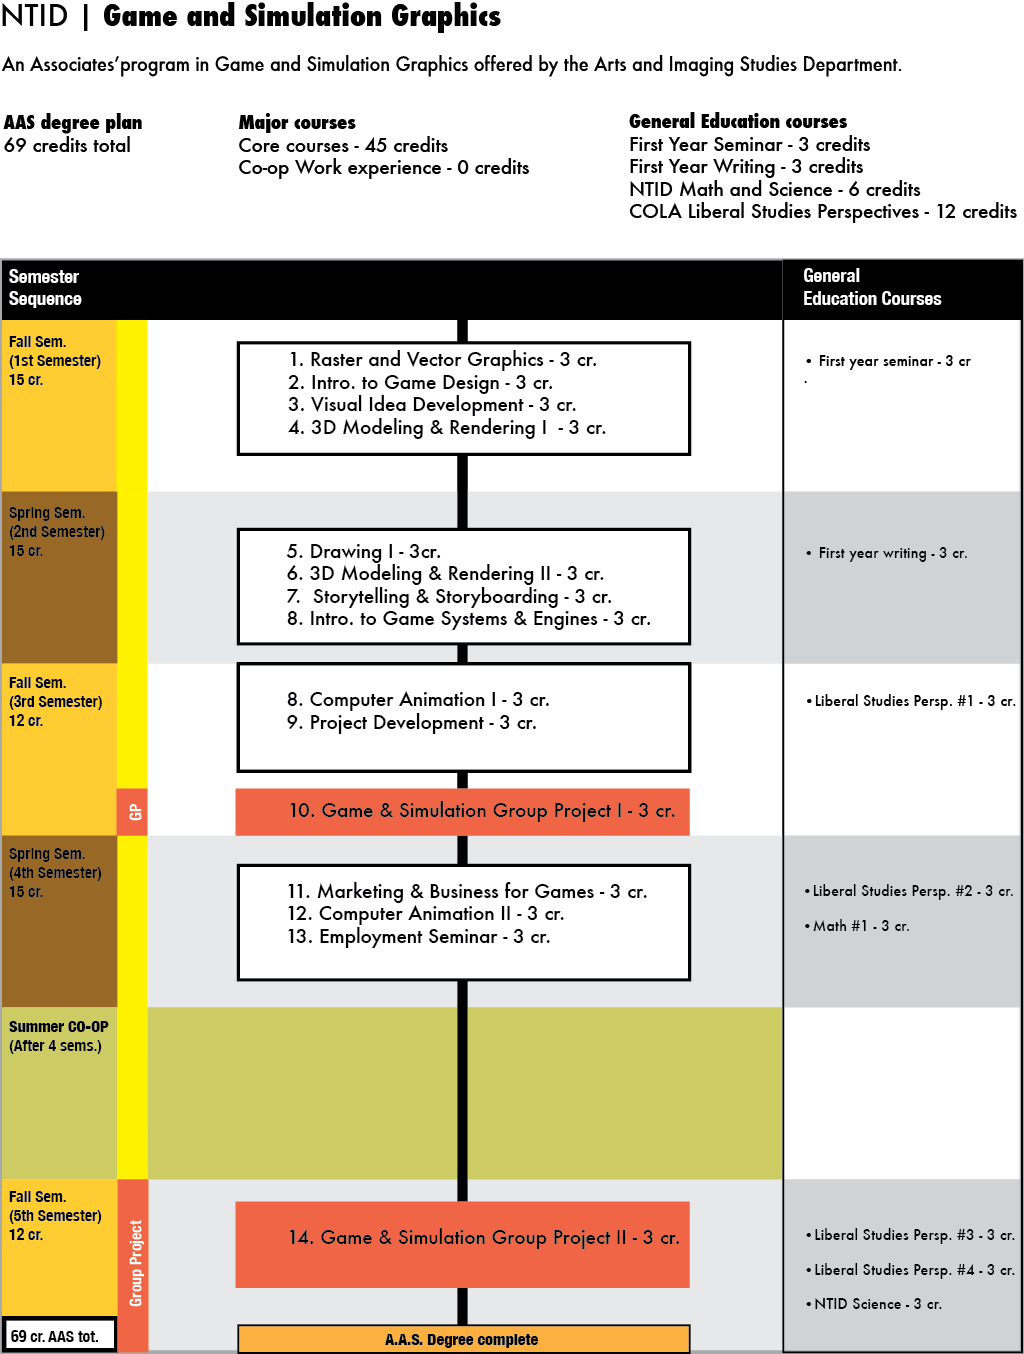 NTID | Game and Simulation Graphics
An Associates'program in Game and Simulation Graphics offered by the Arts and Imaging Studies Department.
AAS degree plan
69 credits total
Major courses
Core courses - 45 credits
Co-op Work experience - 0 credits
General Education courses
First Year Seminar - 3 credits
First Year Writing - 3 credits
NTID Math and Science - 6 credits
COLA Liberal Studies Perspectives - 12 credits
Semester
Sequence
General
Education Courses
Fall Sem.
(1st Semester)
15 cr.
1. Raster and Vector Graphics - 3 cr.
2. Intro. to Game Design - 3 cr.
3. Visual Idea Development - 3 cr.
4. 3D Modeling & Rendering I - 3 cr.
• First year seminar - 3 cr
.
Spring Sem.
(2nd Semester)
15 cr.
5. Drawing I - 3cr.
6. 3D Modeling & Rendering II - 3 cr.
7. Storytelling & Storyboarding - 3 cr.
8. Intro. to Game Systems & Engines - 3 cr.
• First year writing - 3 cr.
Fall Sem.
(3rd Semester)
12 cr.
8. Computer Animation I - 3 cr.
9. Project Development - 3 cr.
• Liberal Studies Persp. #1 - 3 cr.
GP
10. Game & Simulation Group Project I - 3 cr.
Spring Sem.
(4th Semester)
15 cr.
11. Marketing & Business for Games - 3 cr.
12. Computer Animation II - 3 cr.
13. Employment Seminar - 3 cr.
• Liberal Studies Persp. #2 - 3 cr.
• Math #1 - 3 cr.
Summer CO-OP
(After 4 sems.)
Fall Sem.
(5th Semester)
12 cr.
Group Project
14. Game & Simulation Group Project II - 3 cr.
• Liberal Studies Persp. #3 - 3 cr.
• Liberal Studies Persp. #4 - 3 cr.
• NTID Science - 3 cr.
69 cr. AAS tot.
A.A.S. Degree complete